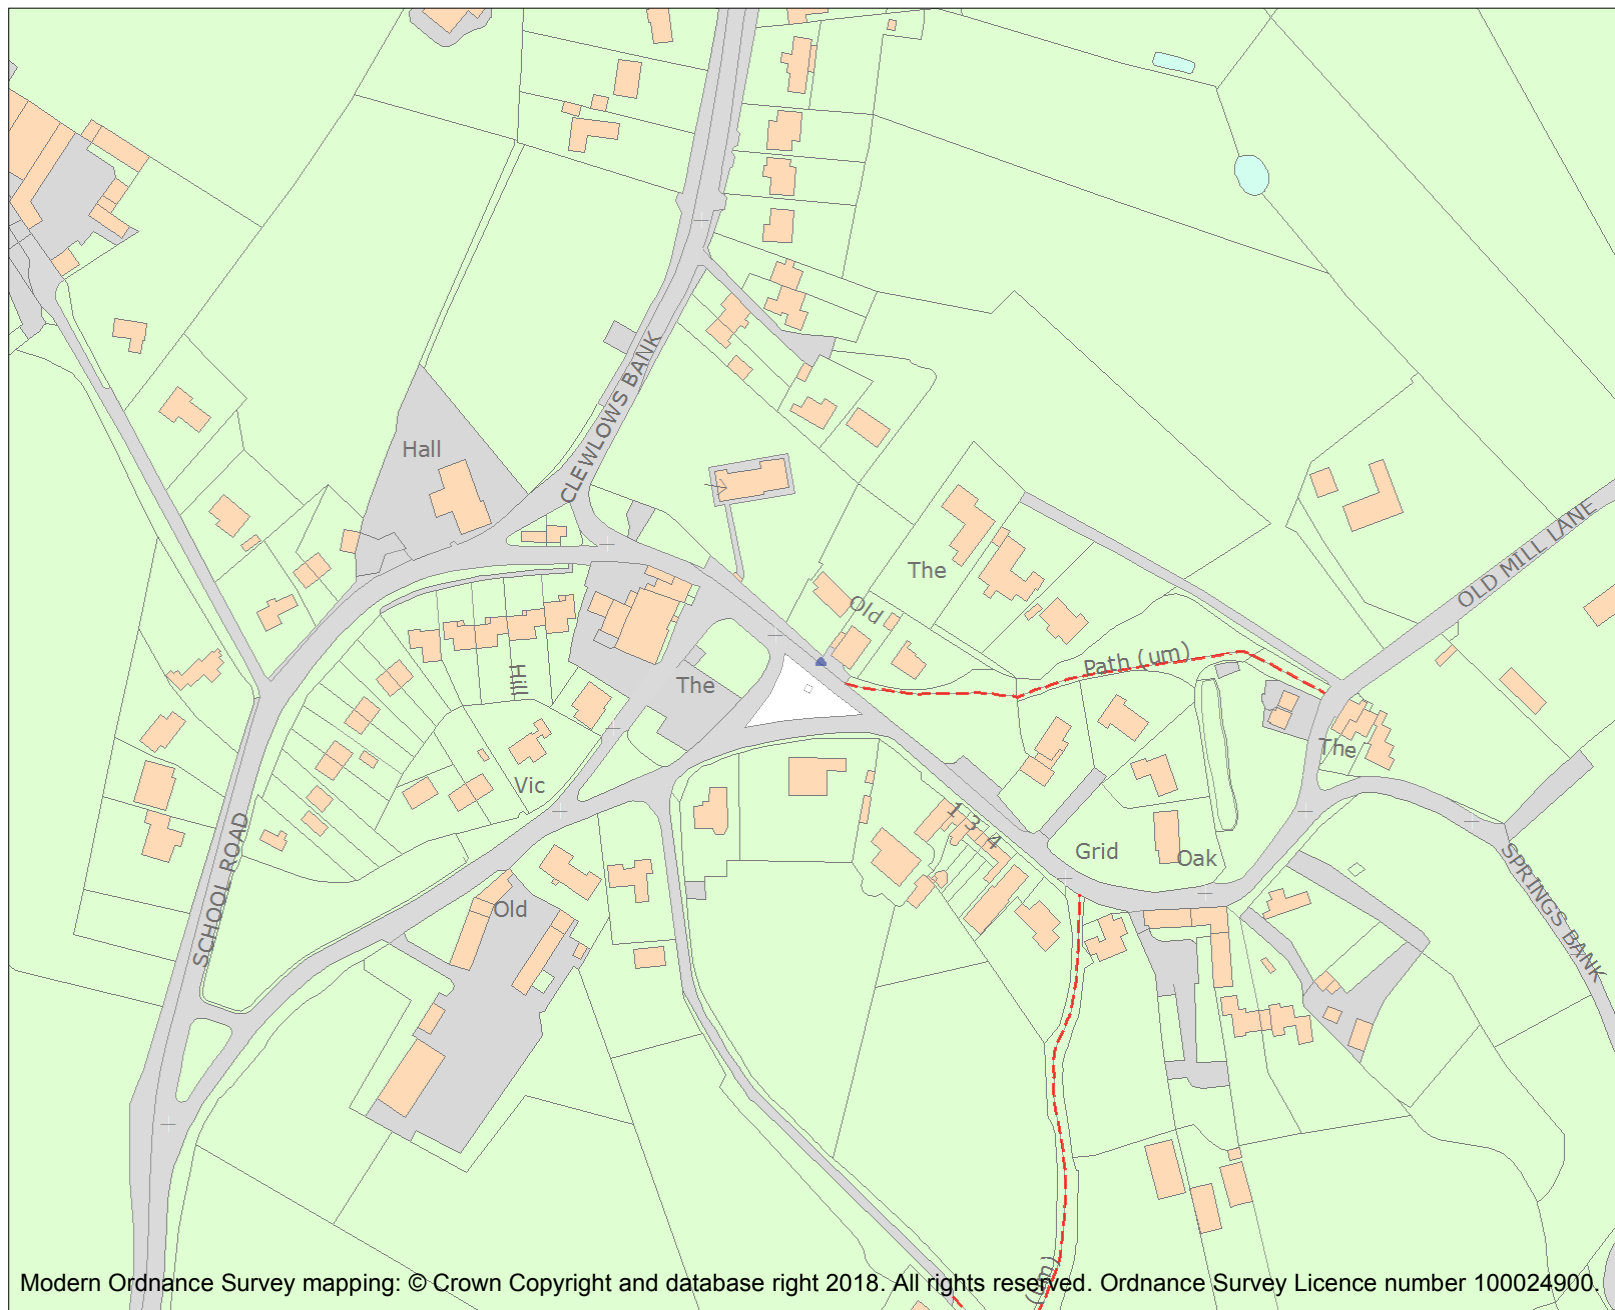 CLEWLOWS BANK
Hall
The
Old
OLD MILL LANE
Path (um)
Hill
The
The
Vic
1 3 4
Grid
Oak
SCHOOL ROAD
Old
SPRINGS BANK
(um)
Modern Ordnance Survey mapping: © Crown Copyright and database right 2018. All rights reserved. Ordnance Survey Licence number 100024900.